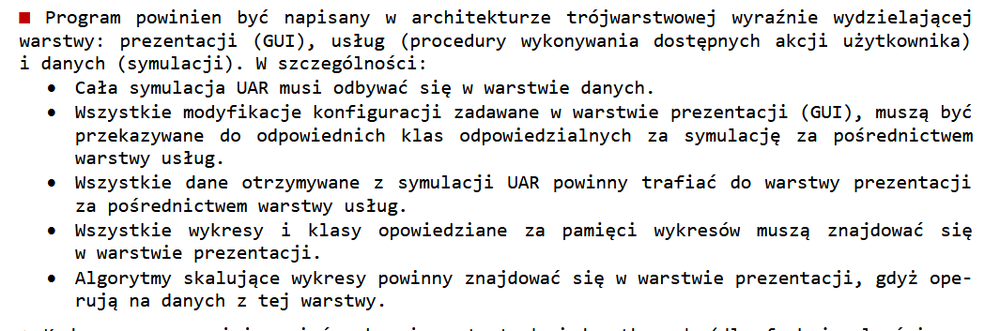 ■ Program powinien być napisany w architekturze trójwarstwowej wyraźnie wydzielającej
warstwy: prezentacji (GUI), usług (procedury wykonywania dostępnych akcji użytkownika)
i danych (symulacji). W szczególności:
• Cała symulacja UAR musi odbywać się w warstwie danych.
• Wszystkie modyfikacje konfiguracji zadawane w warstwie prezentacji (GUI), muszą być
przekazywane do odpowiednich klas odpowiedzialnych za symulację za pośrednictwem
warstwy usług.
• Wszystkie dane otrzymywane z symulacji UAR powinny trafiać do warstwy prezentacji
za pośrednictwem warstwy usług.
• Wszystkie wykresy i klasy opowiedziane za pamięci wykresów muszą znajdować się
w warstwie prezentacji.
• Algorytmy skalujące wykresy powinny znajdować się w warstwie prezentacji, gdyż ope-
rują na danych z tej warstwy.